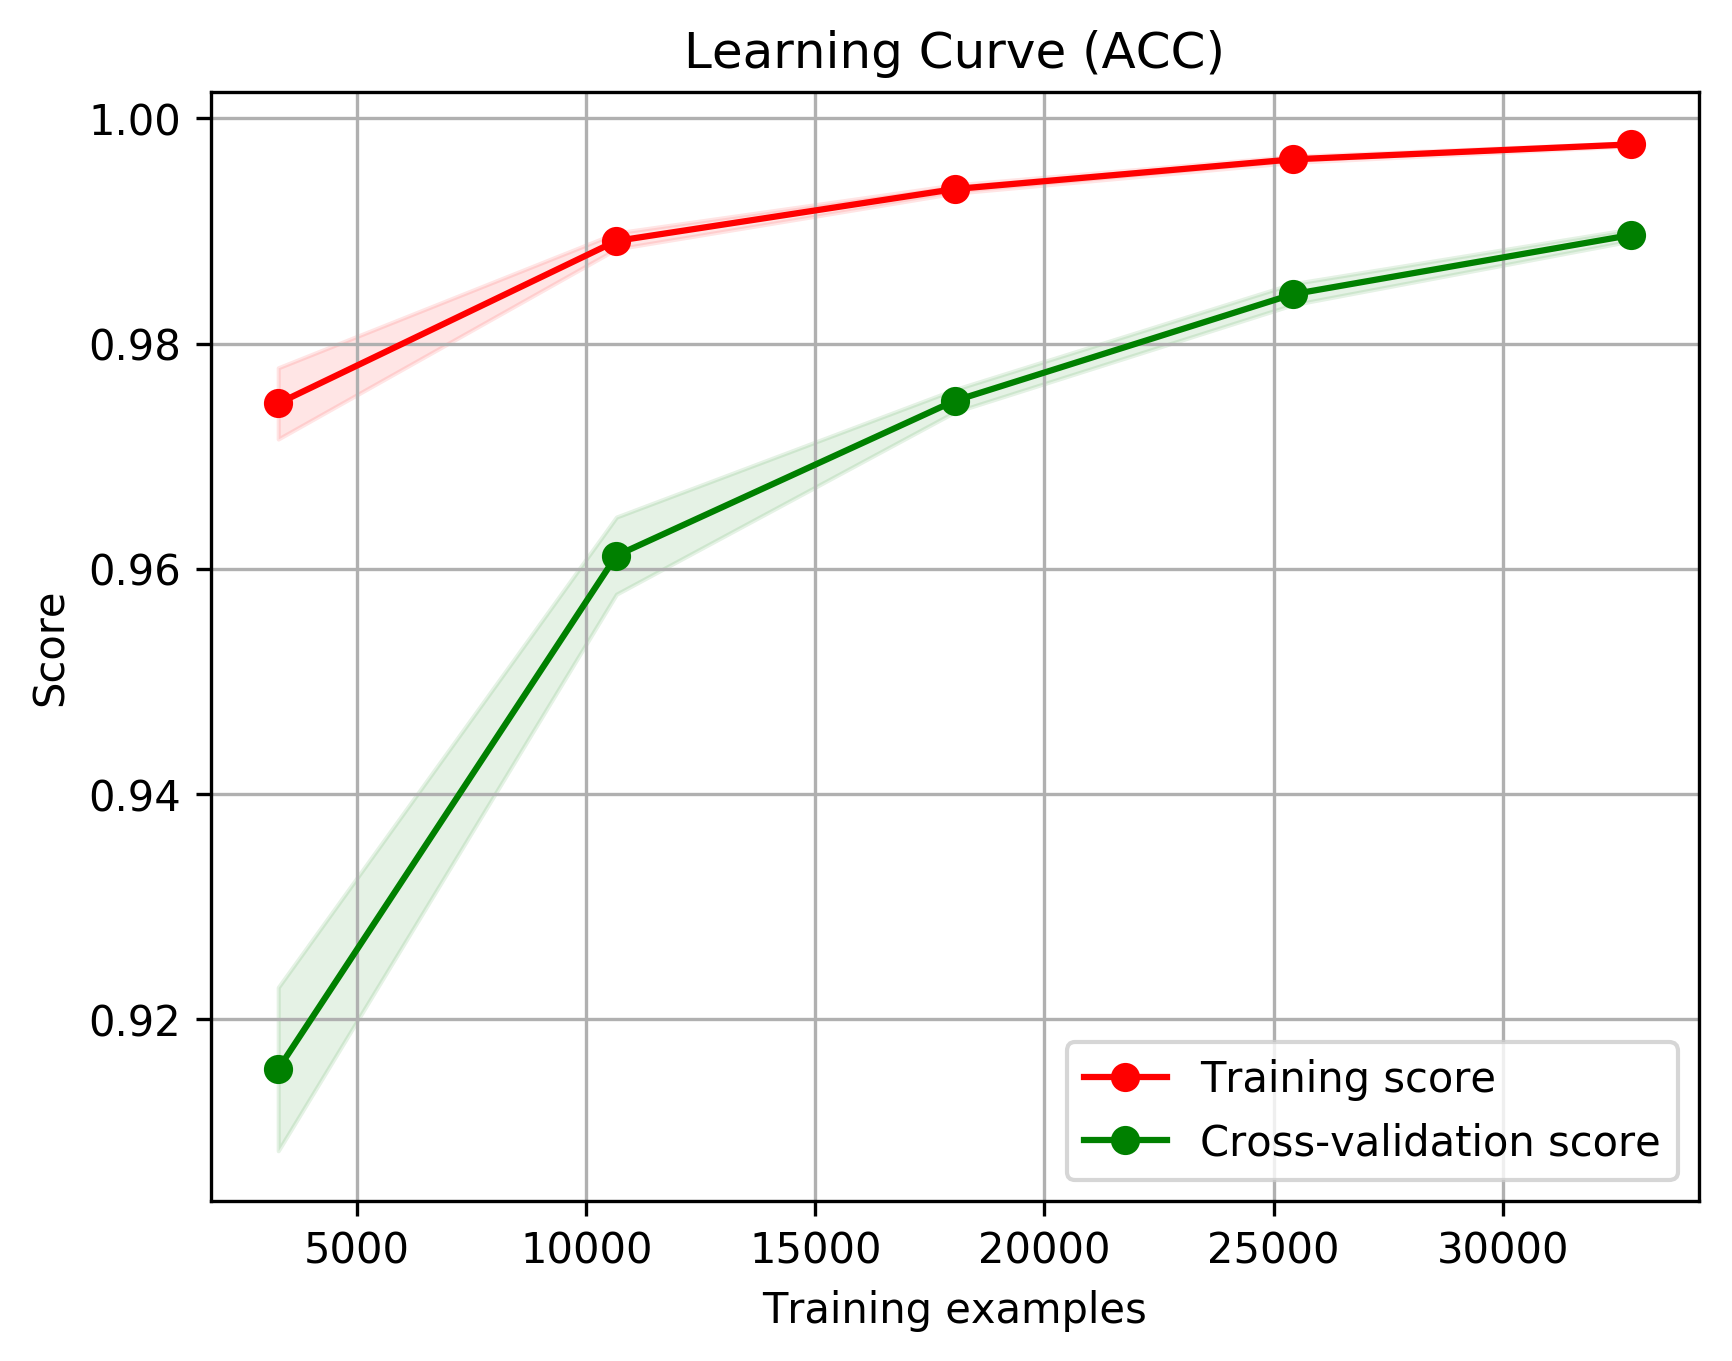 Learning Curve (ACC)
1.00
0.98
0.96
0.94
0.92
Score
Training score
Cross-validation score
5000 10000 15000 20000 25000 30000
Training examples